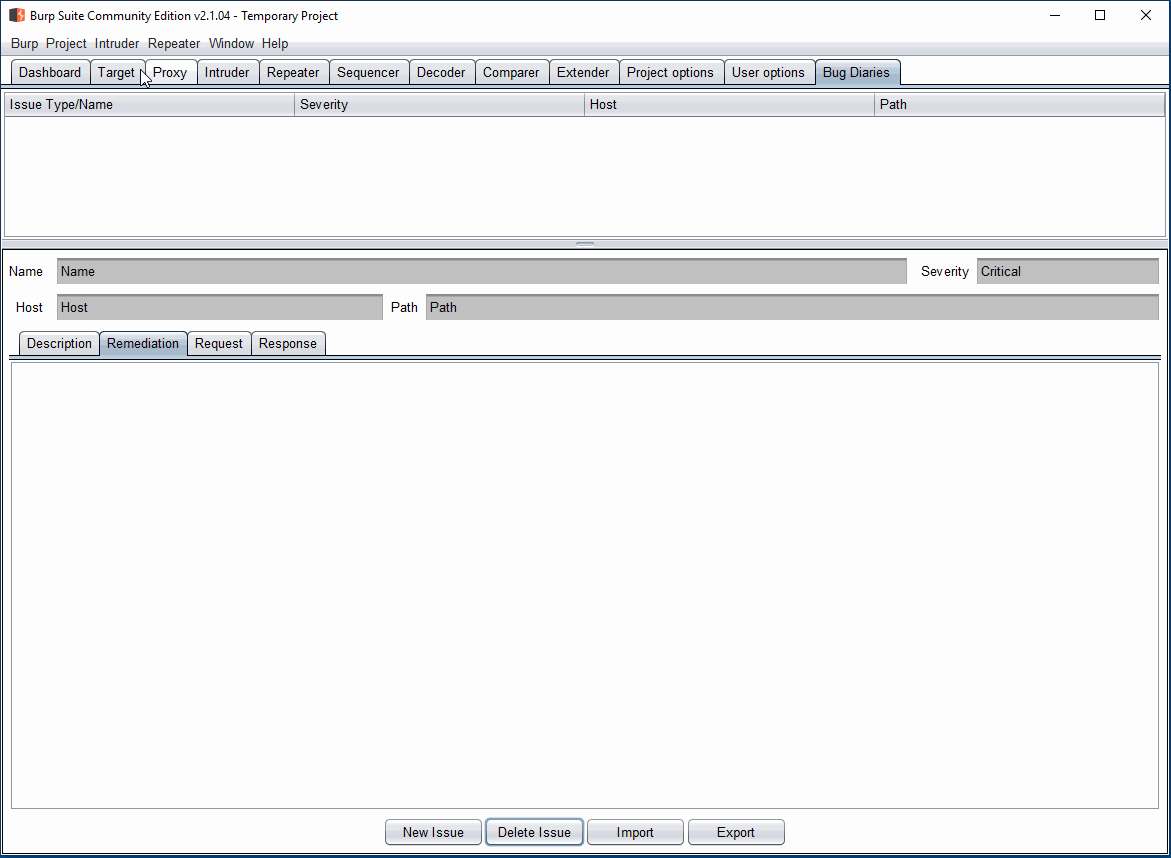 Burp Suite Community Edition v2.1.04 - Temporary Project
Burp Project Intruder Repeater Window Help
Dashboard Target Proxy Intruder Repeater Sequencer Decoder Comparer Extender Project options User options Bug Diaries
Issue Type/Name Severity Host Path
Name Name Severity Critical
Host Host Path Path
Description Remediation Request Response
New Issue Delete Issue Import Export